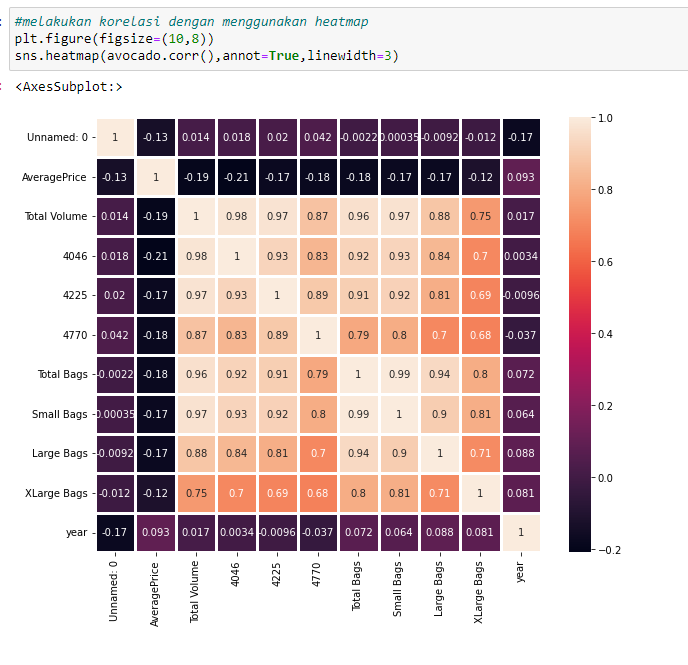 #melakukan korelasi dengan menggunakan heatmap
plt.figure(figsize=(10,8))
sns.heatmap(avocado.corr(),annot=True,linewidth=3)
<AxesSubplot:>
Unnamed: 0 1 -0.13 0.014 0.018 0.02 0.042 -0.0022 0.00035 -0.0092 -0.012 -0.17
AveragePrice -0.13 1 -0.19 -0.21 -0.17 -0.18 -0.18 -0.17 -0.17 -0.12 0.093
Total Volume 0.014 -0.19 1 0.98 0.97 0.87 0.96 0.97 0.88 0.75 0.017
4046 0.018 -0.21 0.98 1 0.93 0.83 0.92 0.93 0.84 0.7 0.0034
4225 0.02 -0.17 0.97 0.93 1 0.89 0.91 0.92 0.81 0.69 -0.0096
4770 0.042 -0.18 0.87 0.83 0.89 1 0.79 0.8 0.7 0.68 -0.037
Total Bags -0.0022 -0.18 0.96 0.92 0.91 0.79 1 0.99 0.94 0.8 0.072
Small Bags 0.00035 -0.17 0.97 0.93 0.92 0.8 0.99 1 0.9 0.81 0.064
Large Bags -0.0092 -0.17 0.88 0.84 0.81 0.7 0.94 0.9 1 0.71 0.088
XLarge Bags -0.012 -0.12 0.75 0.7 0.69 0.68 0.8 0.81 0.71 1 0.081
year -0.17 0.093 0.017 0.0034 -0.0096 -0.037 0.072 0.064 0.088 0.081 1
Unnamed: 0
AveragePrice
Total Volume
4046
4225
4770
Total Bags
Small Bags
Large Bags
XLarge Bags
year
1.0
0.8
0.6
0.4
0.2
0.0
−0.2